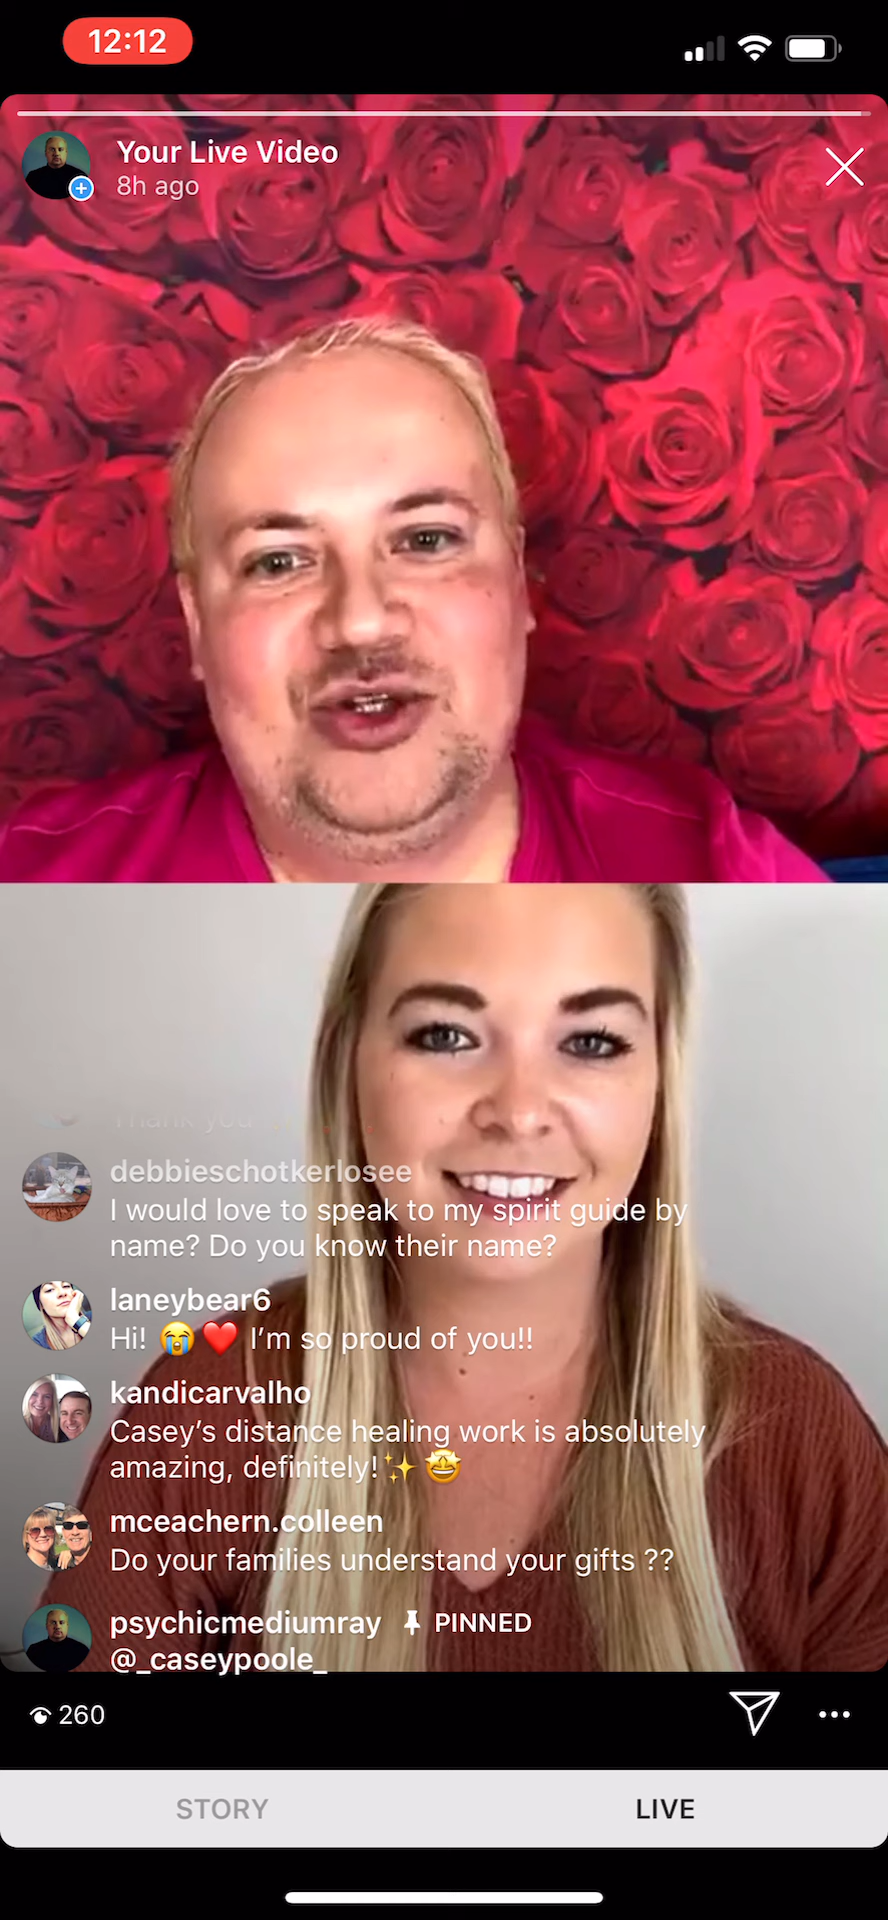 12:12
Your Live Video
8h ago
Thank you
debbieschotkerlosee
I would love to speak to my spirit guide by
name? Do you know their name?
laneybear6
Hi! 😭❤️ I'm so proud of you!!
kandicarvalho
Casey's distance healing work is absolutely
amazing, definitely!✨🤩
mceachern.colleen
Do your families understand your gifts ??
psychicmediumray PINNED
@_caseypoole_
260
STORY
LIVE